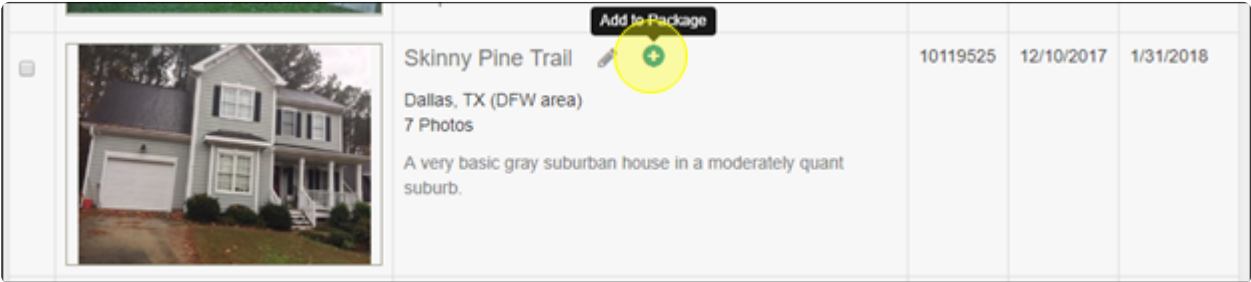 Add to Package
Skinny Pine Trail
10119525
12/10/2017
1/31/2018
Dallas, TX (DFW area)
7 Photos
A very basic gray suburban house in a moderately quant
suburb.